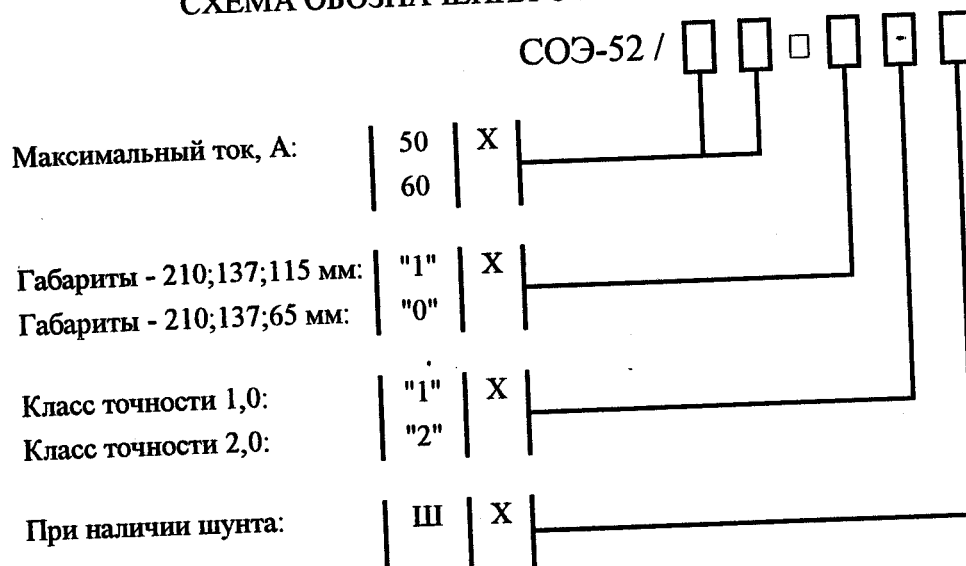 СХЕМА
СОЭ-52 /
Максимальный ток, А: 50 X
60
Габариты - 210;137;115 мм: "1" X
Габариты - 210;137;65 мм: "0"
Класс точности 1,0: "1" X
Класс точности 2,0: "2"
При наличии шунта: Ш X